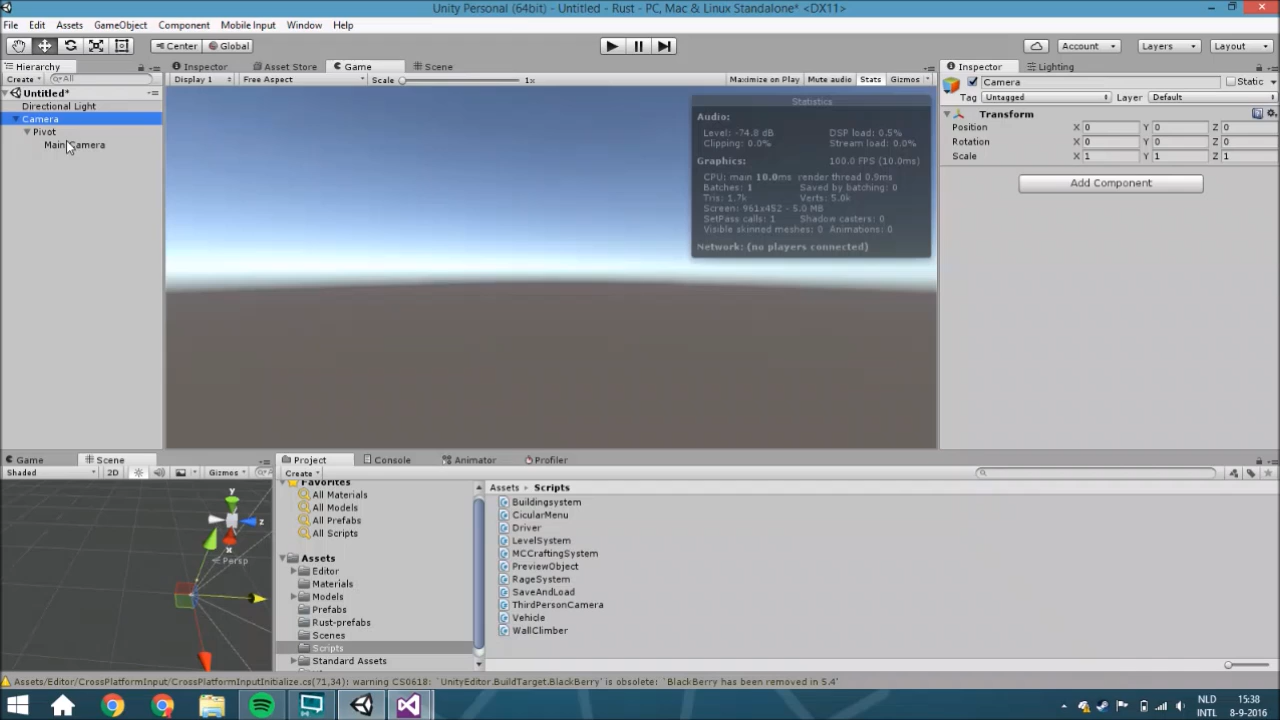 Unity Personal (64bit) - Untitled - Rust - PC, Mac & Linux Standalone* <DX11>
File Edit Assets GameObject Component Mobile Input Window Help
Center Global Account Layers Layout
Hierarchy Inspector Asset Store Game Scene Inspector Lighting
Create All Display 1 Free Aspect Scale 1x Maximize on Play Mute audio Stats Gizmos Camera Static
Untitled* Tag Untagged Layer Default
Directional Light Statistics
Camera Audio: Transform
Pivot Level: -74.8 dB DSP load: 0.5% Position X 0 Y 0 Z 0
Main Camera Clipping: 0.0% Stream load: 0.0% Rotation X 0 Y 0 Z 0
Graphics: 100.0 FPS (10.0ms) Scale X 1 Y 1 Z 1
CPU: main 10.0ms render thread 0.9ms
Batches: 1 Saved by batching: 0 Add Component
Tris: 1.7k Verts: 5.0k
Screen: 961x452 - 5.0 MB
SetPass calls: 1 Shadow casters: 0
Visible skinned meshes: 0 Animations: 0
Network: (no players connected)
Game Scene Project Console Animator Profiler
Shaded 2D Gizmos Create
Favorites Assets Scripts
All Materials Buildingsystem
All Models CicularMenu
All Prefabs Driver
All Scripts LevelSystem
Assets MCCraftingSystem
Editor PreviewObject
Materials RageSystem
Models SaveAndLoad
Prefabs ThirdPersonCamera
Rust-prefabs Vehicle
Scenes WallClimber
Scripts
Standard Assets
y
z
x
Persp
Assets/Editor/CrossPlatformInput/CrossPlatformInputInitialize.cs(71,34): warning CS0618: `UnityEditor.BuildTarget.BlackBerry' is obsolete: `BlackBerry has been removed in 5.4'
NLD 15:38
INTL 8-9-2016